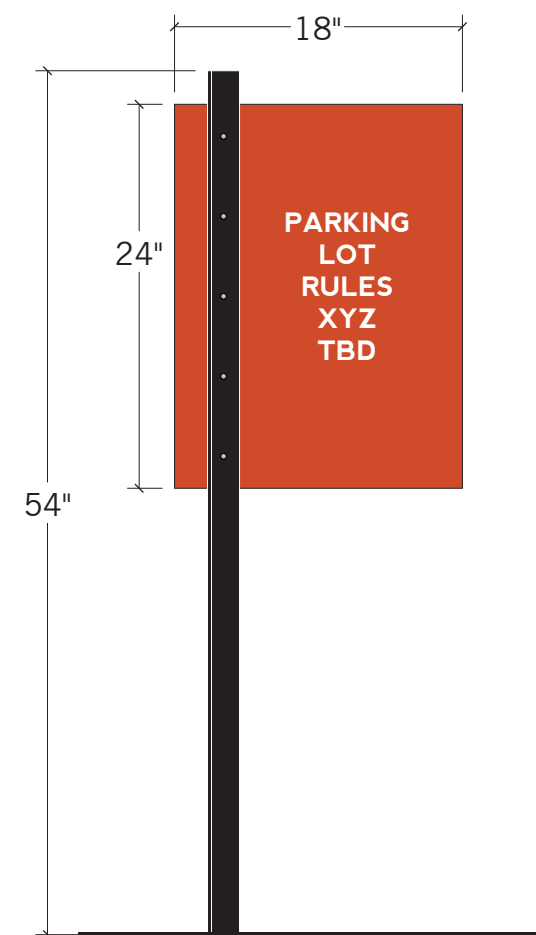 18"
24"
PARKING
LOT
RULES
XYZ
TBD
54"